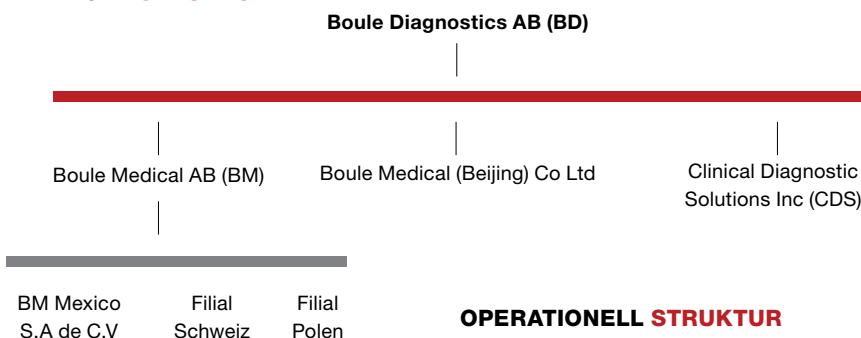 Boule Diagnostics AB (BD)
Boule Medical AB (BM)
Boule Medical (Beijing) Co Ltd
Clinical Diagnostic
Solutions Inc (CDS)
BM Mexico
S.A de C.V
Filial
Schweiz
Filial
Polen
OPERATIONELL STRUKTUR